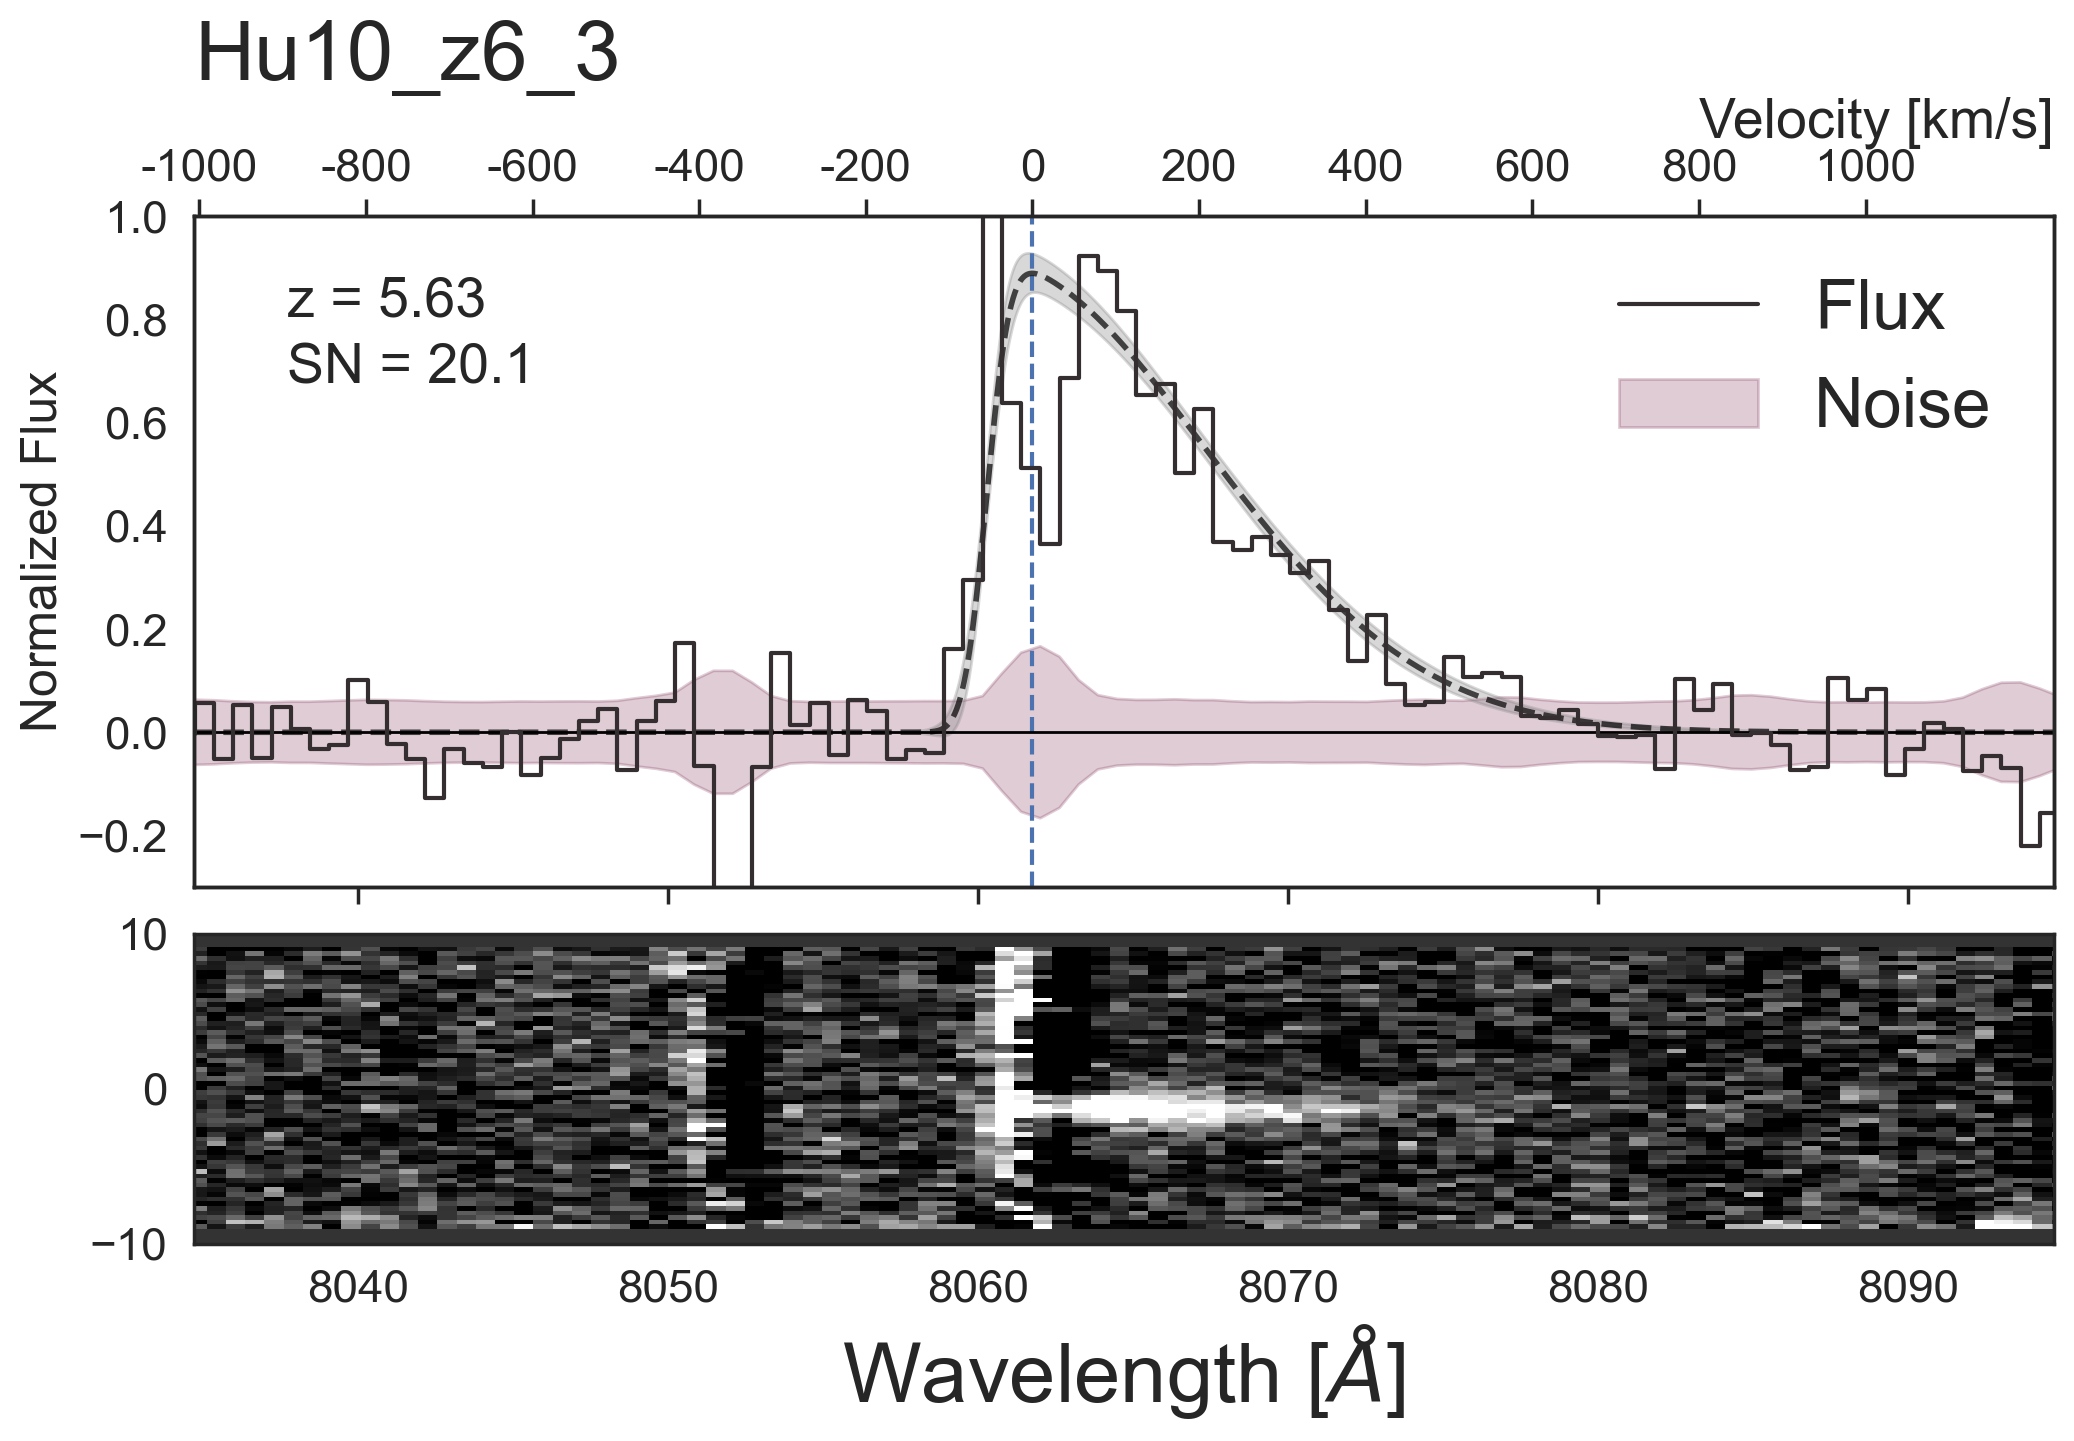 Hu10_z6_3
Velocity [km/s]
-1000 -800 -600 -400 -200 0 200 400 600 800 1000
1.0
0.8
0.6
0.4
0.2
0.0
−0.2
Normalized Flux
z = 5.63
SN = 20.1
Flux
Noise
10
0
−10
8040 8050 8060 8070 8080 8090
Wavelength [Å]